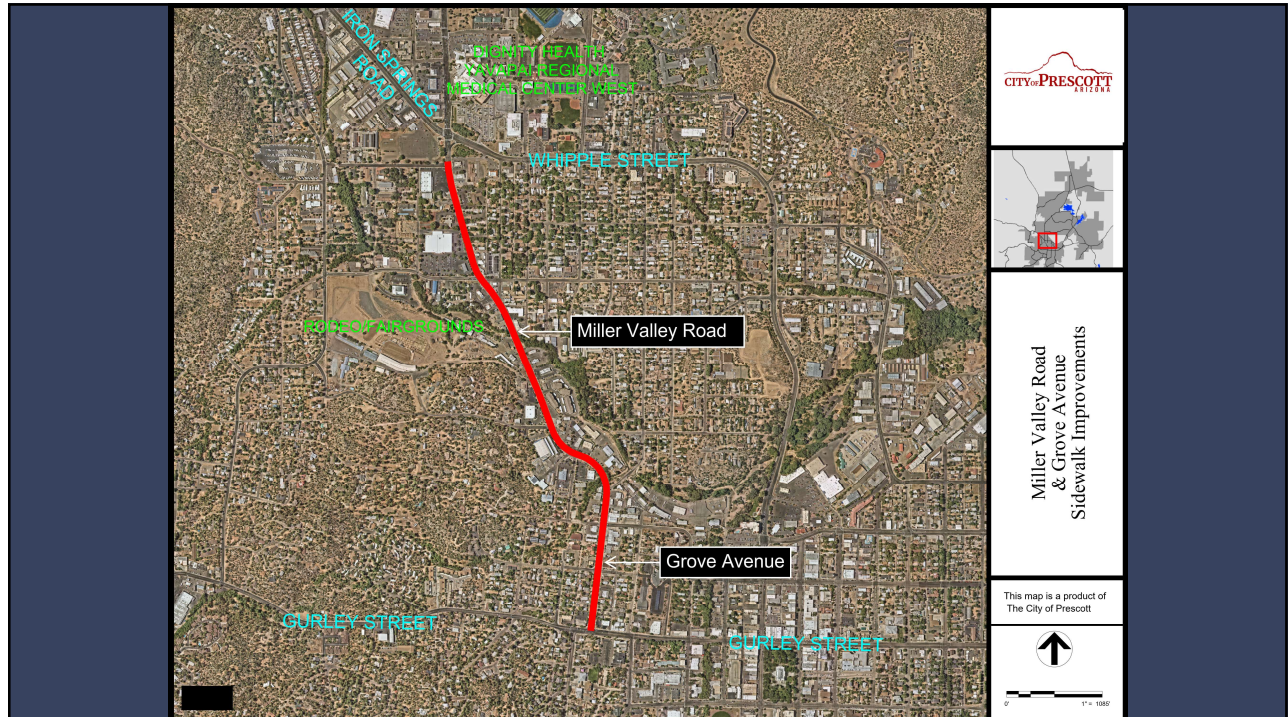 IRON SPRINGS
ROAD
DIGNITY HEALTH
YAVAPAI REGIONAL
MEDICAL CENTER WEST
WHIPPLE STREET
RODEO/FAIRGROUNDS
Miller Valley Road
Grove Avenue
GURLEY STREET
GURLEY STREET
CITY OF PRESCOTT
ARIZONA
Miller Valley Road
& Grove Avenue
Sidewalk Improvements
This map is a product of
The City of Prescott
0' 1" = 1085'